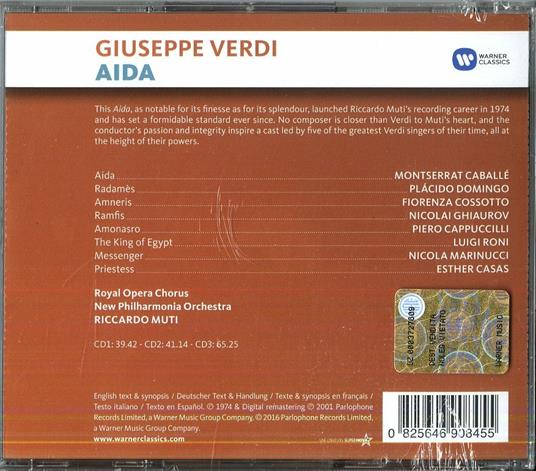 GIUSEPPE VERDI
AIDA
WARNER
CLASSICS
This Aida, as notable for its finesse as for its splendour, launched Riccardo Muti's recording career in 1974
and has set a formidable standard ever since. No composer is closer than Verdi to Muti's heart, and the
conductor's passion and integrity inspire a cast led by five of the greatest Verdi singers of their time, all at
the height of their powers.
Aida MONTSERRAT CABALLÉ
Radamès PLÁCIDO DOMINGO
Amneris FIORENZA COSSOTTO
Ramfis NICOLAI GHIAUROV
Amonasro PIERO CAPPUCCILLI
The King of Egypt LUIGI RONI
Messenger NICOLA MARINUCCI
Priestess ESTHER CASAS
Royal Opera Chorus
New Philharmonia Orchestra
RICCARDO MUTI
CD1: 39.42 - CD2: 41.14 - CD3: 65.25
DEST. VENDITA
NOLEG. VIETATO
WARNER MUSIC
English text & synopsis / Deutscher Text & Handlung / Texte & synopsis en français /
Testo italiano / Texto en Español. ℗ 1974 & Digital remastering ℗ 2001 Parlophone
Records Limited, a Warner Music Group Company. © 2016 Parlophone Records Limited,
a Warner Music Group Company.
www.warnerclassics.com
0 825646 903455